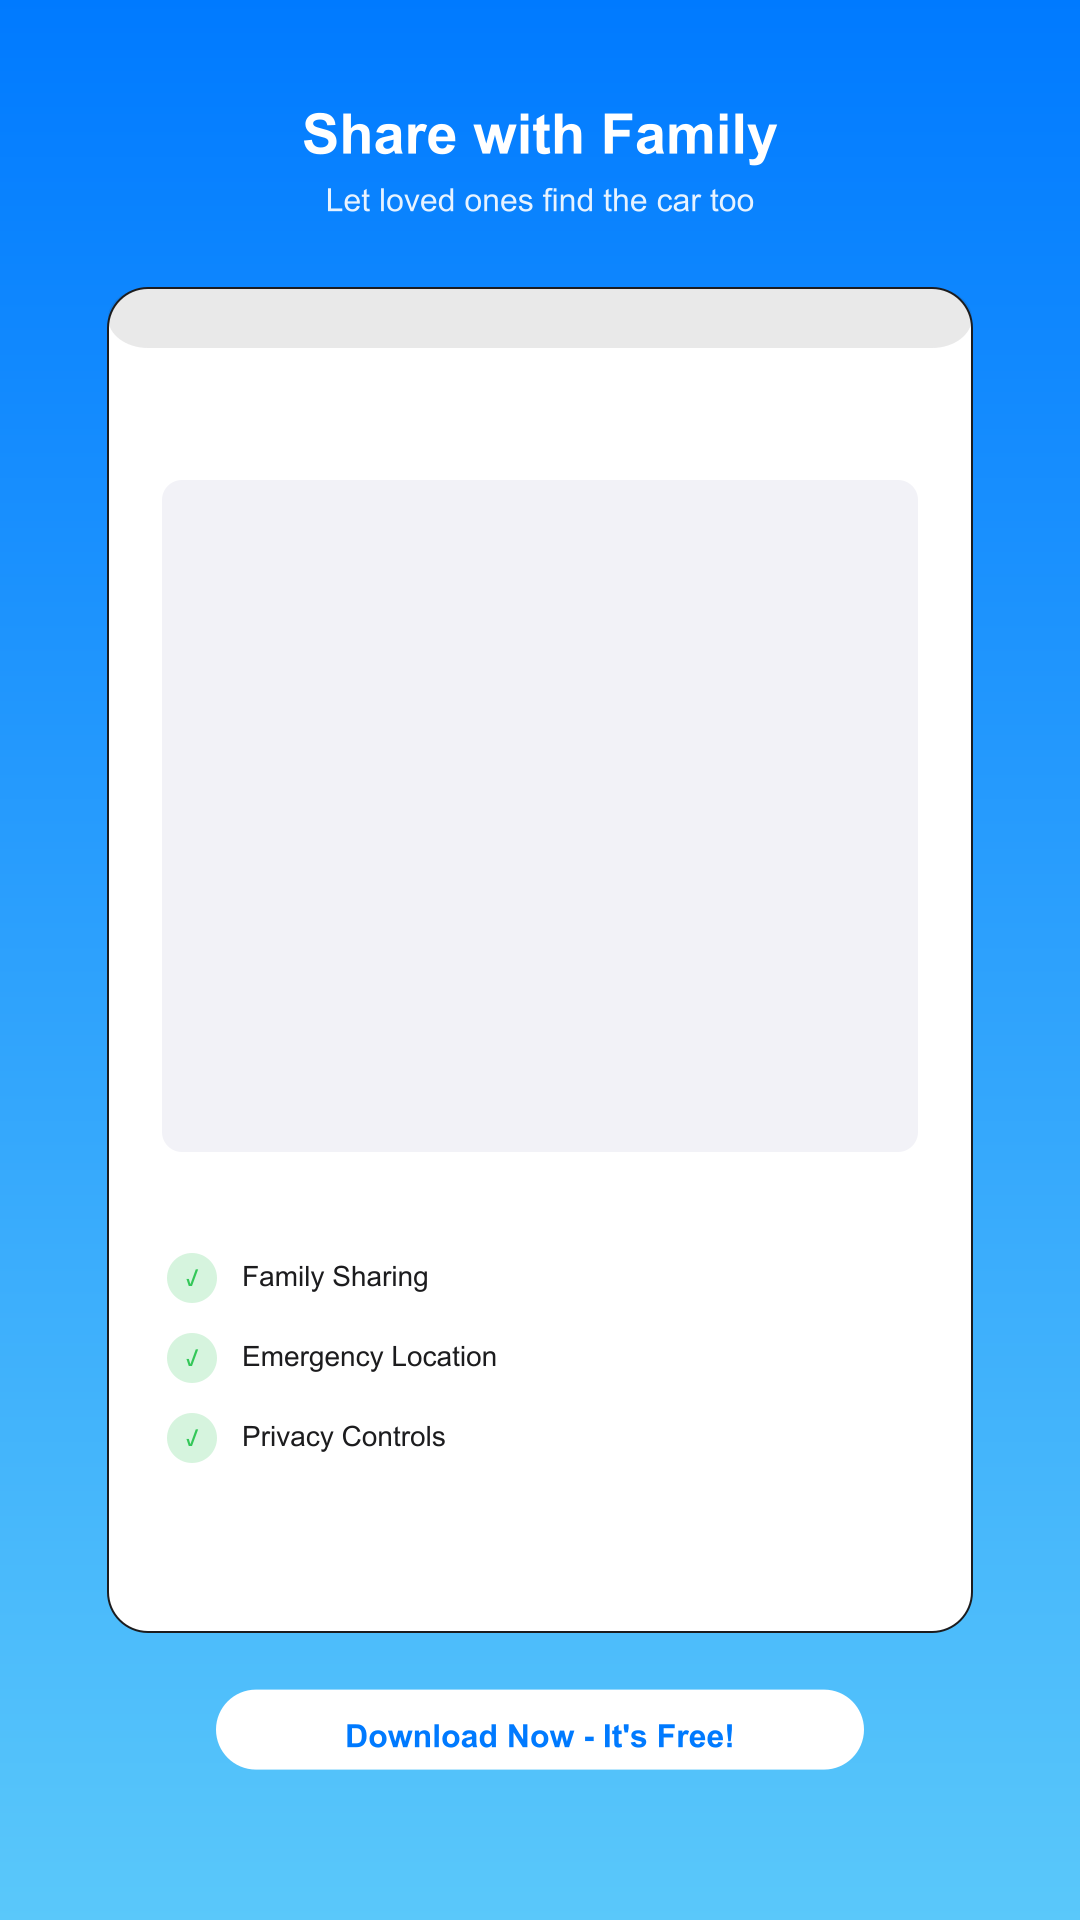 Share with Family
Let loved ones find the car too
✓ Family Sharing
✓ Emergency Location
✓ Privacy Controls
Download Now - It's Free!